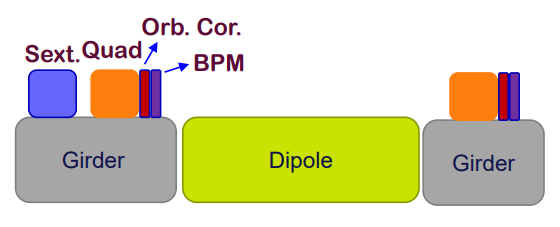 Orb. Cor.
Sext. Quad
BPM
Girder
Dipole
Girder